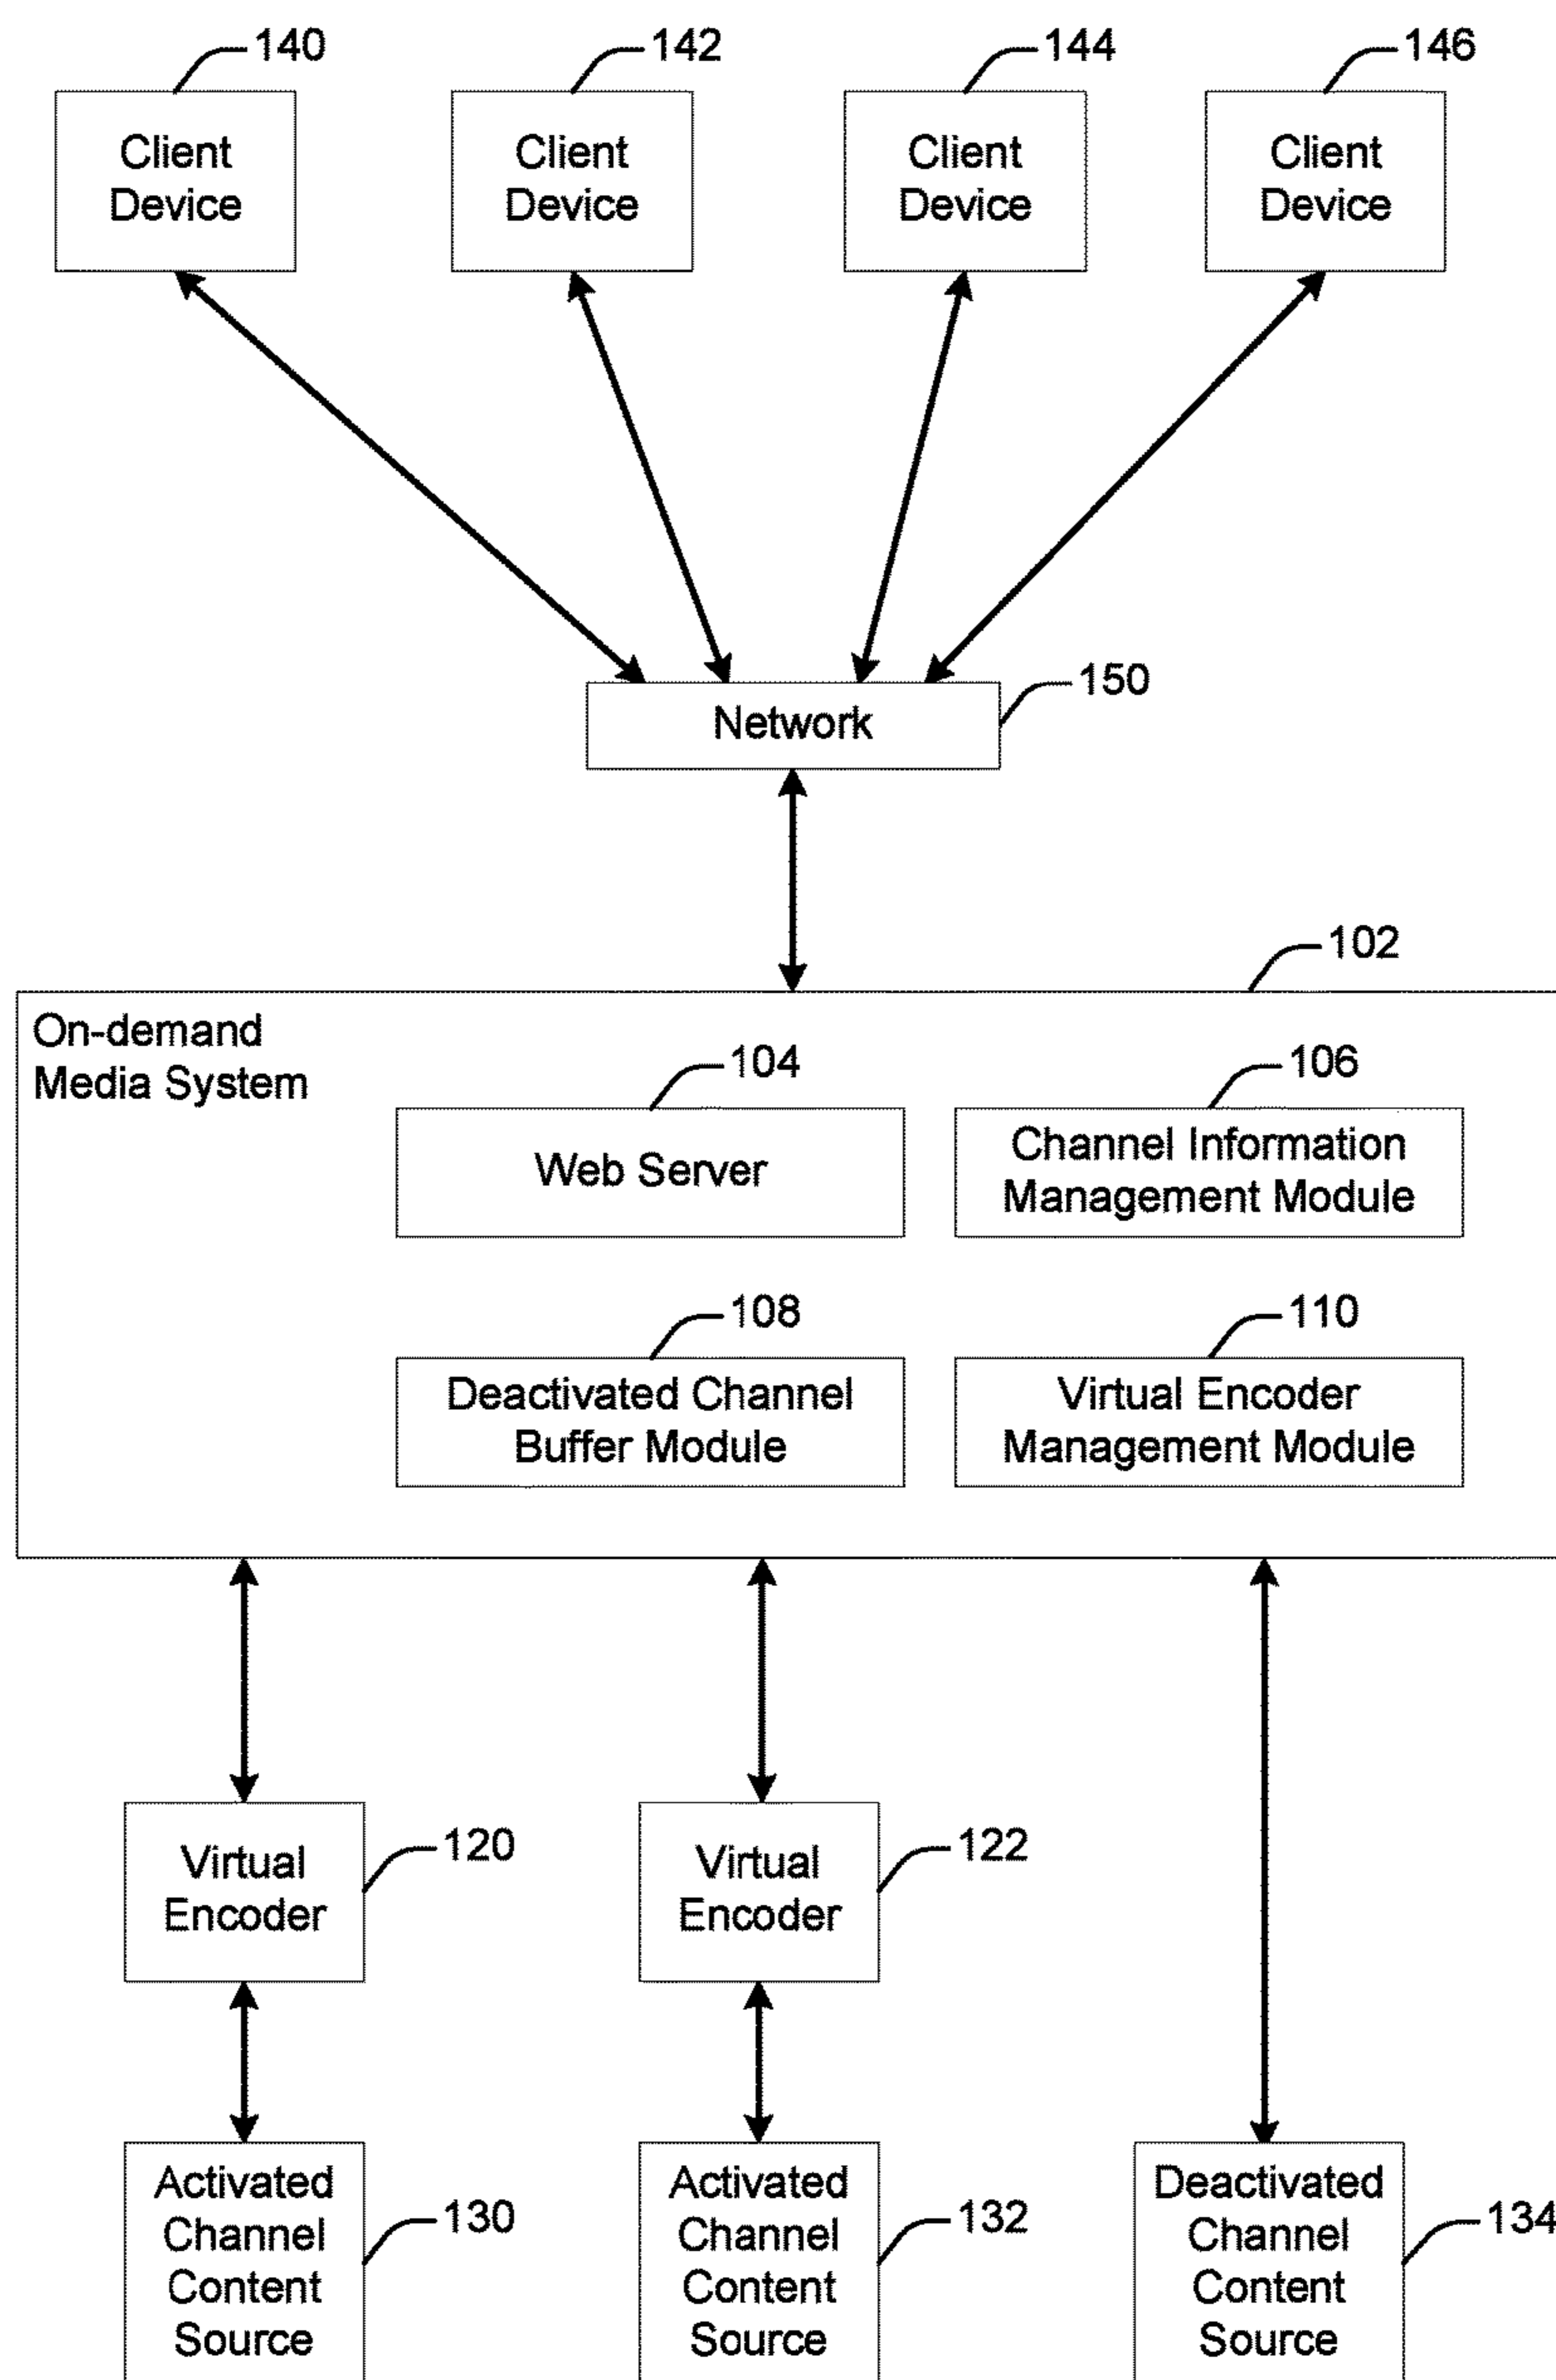 140
142
144
146
Client
Device
Client
Device
Client
Device
Client
Device
150
Network
102
On-demand
Media System
104
106
Web Server
Channel Information
Management Module
108
110
Deactivated Channel
Buffer Module
Virtual Encoder
Management Module
Virtual
Encoder
120
Virtual
Encoder
122
Activated
Channel
Content
Source
130
Activated
Channel
Content
Source
132
Deactivated
Channel
Content
Source
134